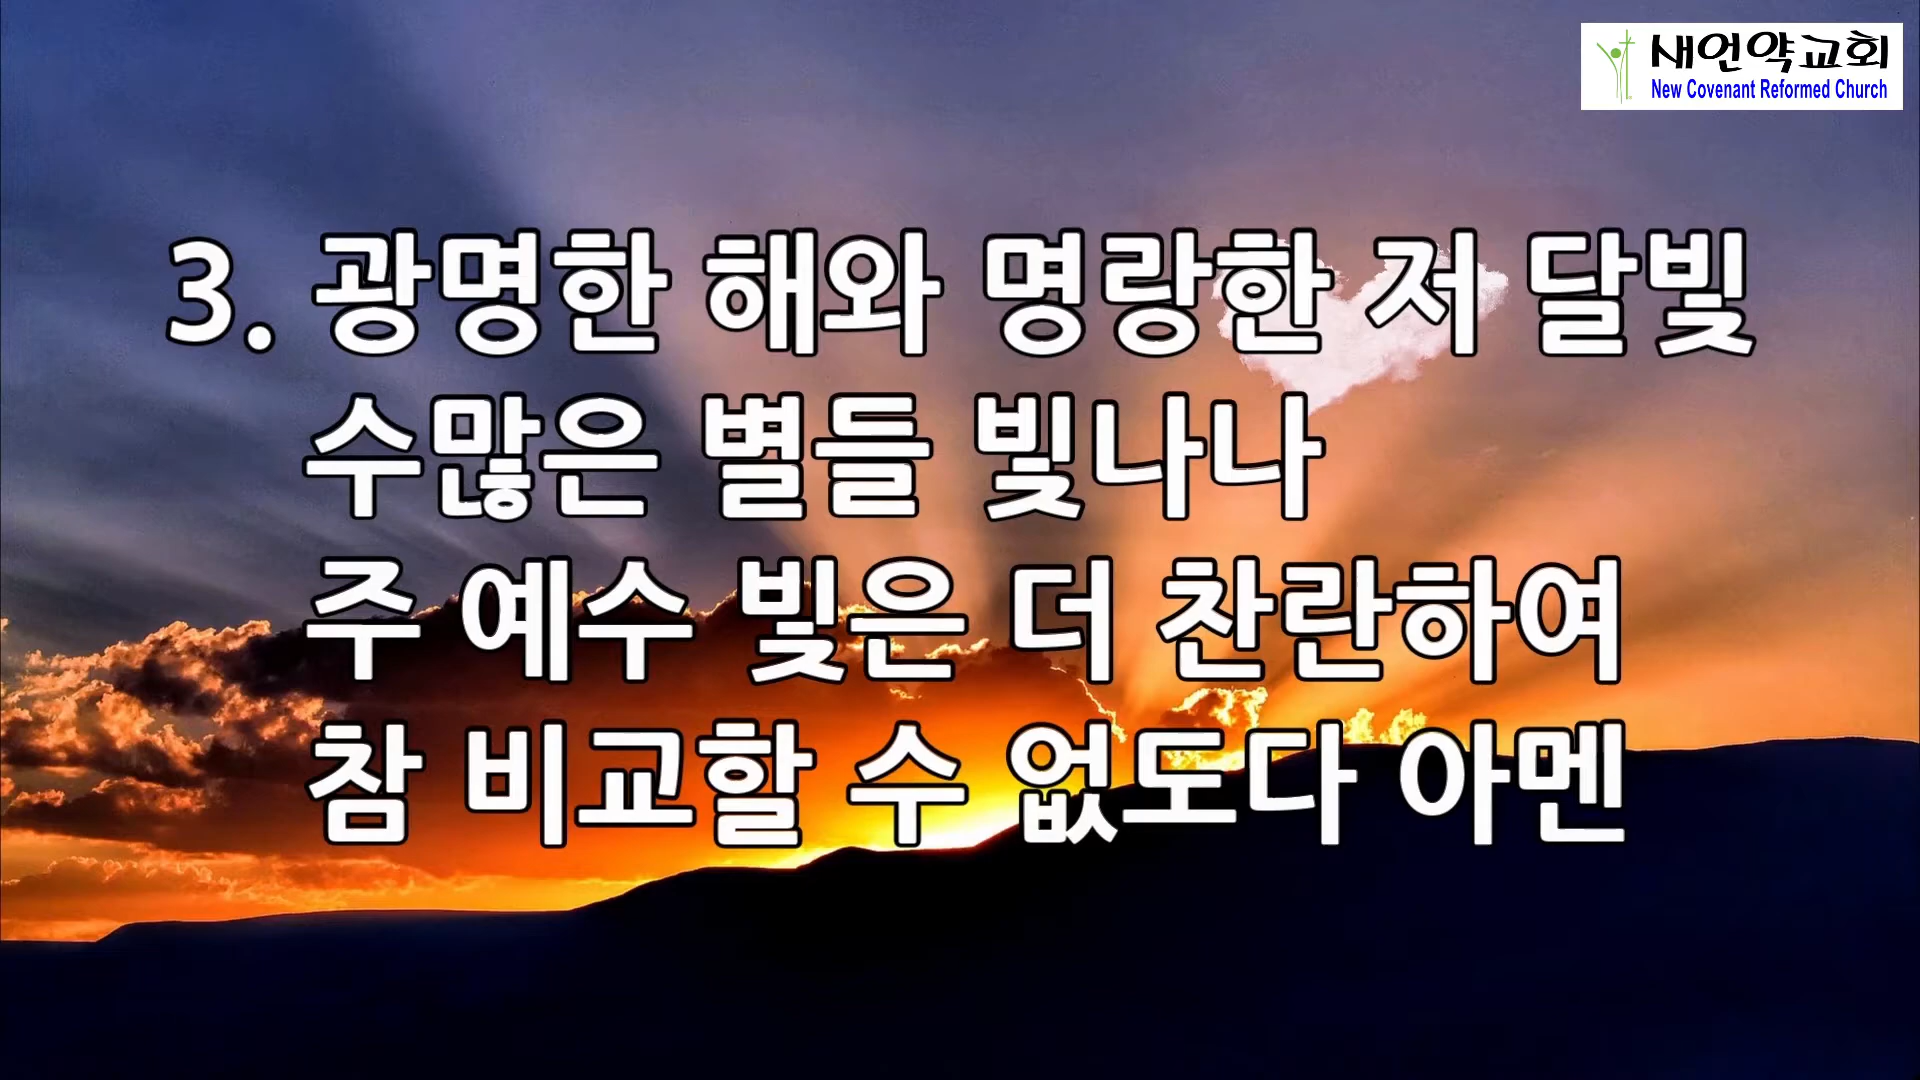 새언약교회
New Covenant Reformed Church
3. 광명한 해와 명랑한 저 달빛
수많은 별들 빛나나
주 예수 빛은 더 찬란하여
참 비교할 수 없도다 아멘